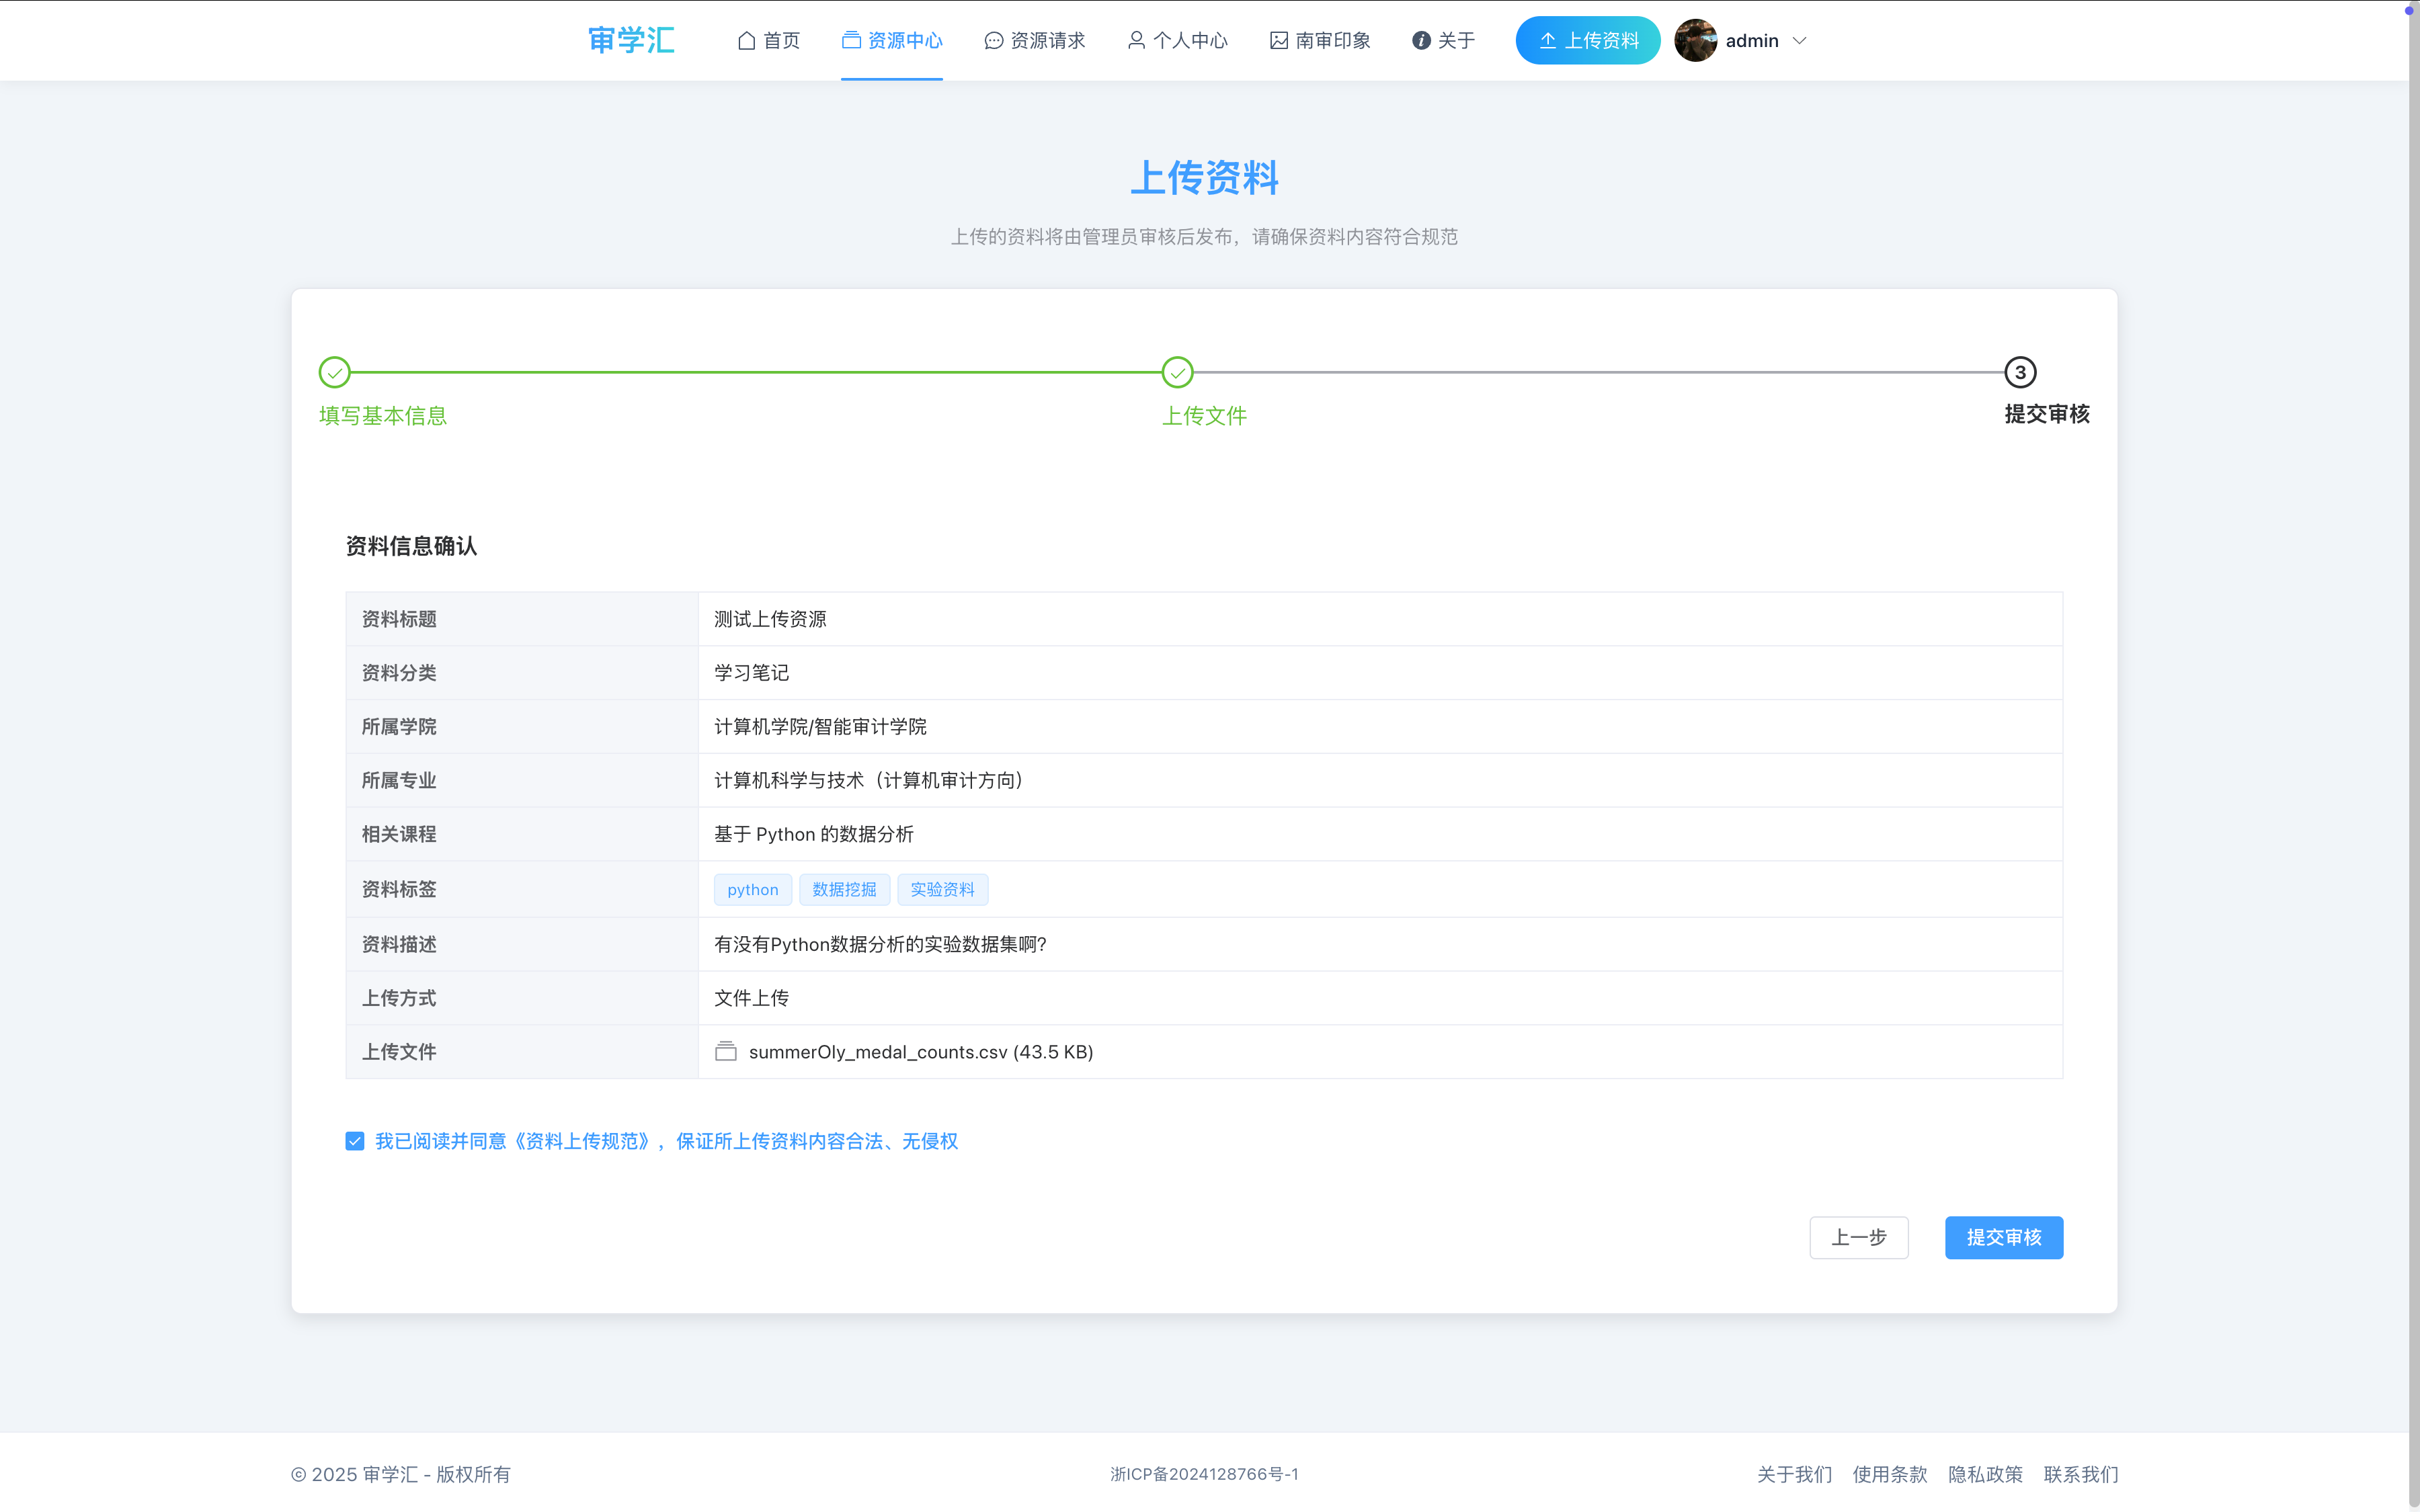 审学汇 首页 资源中心 资源请求 个人中心 南审印象 关于 上传资料 admin
上传资料
上传的资料将由管理员审核后发布，请确保资料内容符合规范
3
填写基本信息 上传文件 提交审核
资料信息确认
资料标题 测试上传资源
资料分类 学习笔记
所属学院 计算机学院/智能审计学院
所属专业 计算机科学与技术（计算机审计方向）
相关课程 基于 Python 的数据分析
资料标签 python 数据挖掘 实验资料
资料描述 有没有Python数据分析的实验数据集啊?
上传方式 文件上传
上传文件 summerOly_medal_counts.csv (43.5 KB)
我已阅读并同意《资料上传规范》，保证所上传资料内容合法、无侵权
上一步 提交审核
© 2025 审学汇 - 版权所有 浙ICP备2024128766号-1 关于我们 使用条款 隐私政策 联系我们